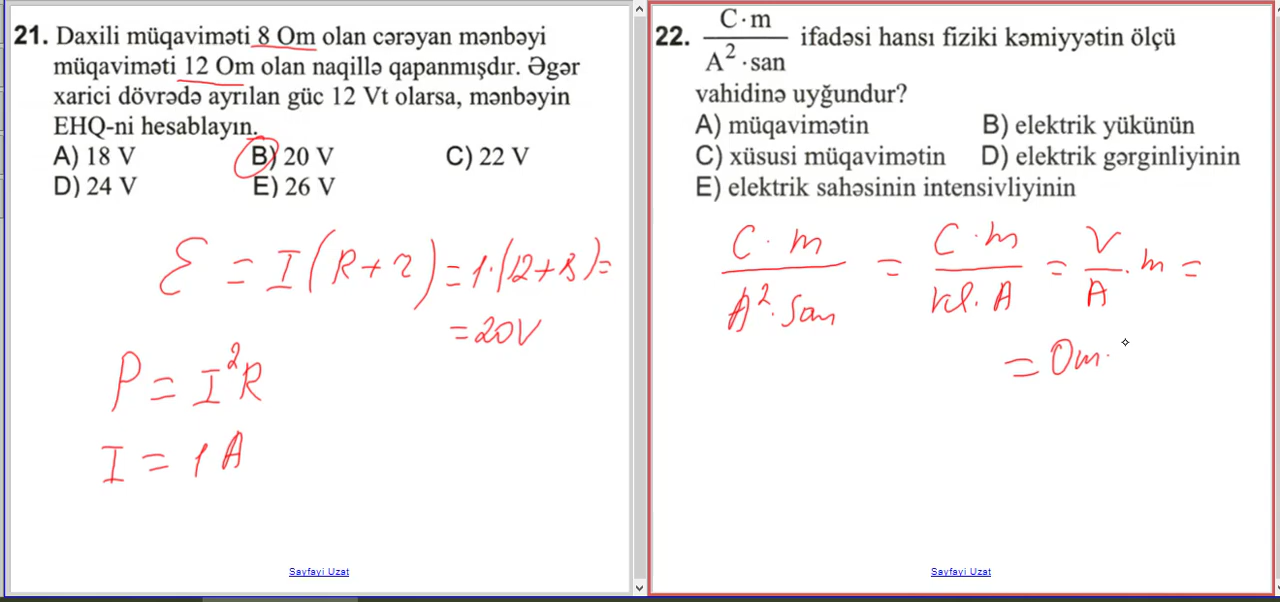 21. Daxili müqaviməti 8 Om olan cərəyan mənbəyi
müqaviməti 12 Om olan naqillə qapanmışdır. Əgər
xarici dövrədə ayrılan güc 12 Vt olarsa, mənbəyin
EHQ-ni hesablayın.
A) 18 V B) 20 V C) 22 V
D) 24 V E) 26 V
Ɛ = I(R+r) = 1·(12+8) =
= 20V
P = I²R
I = 1A
Sayfayi Uzat
22. C·m / A²·san ifadəsi hansı fiziki kəmiyyətin ölçü
vahidinə uyğundur?
A) müqavimətin B) elektrik yükünün
C) xüsusi müqavimətin D) elektrik gərginliyinin
E) elektrik sahəsinin intensivliyinin
C·m / A²·san = C·m / kl·A = V/A · m =
= Om·
Sayfayi Uzat